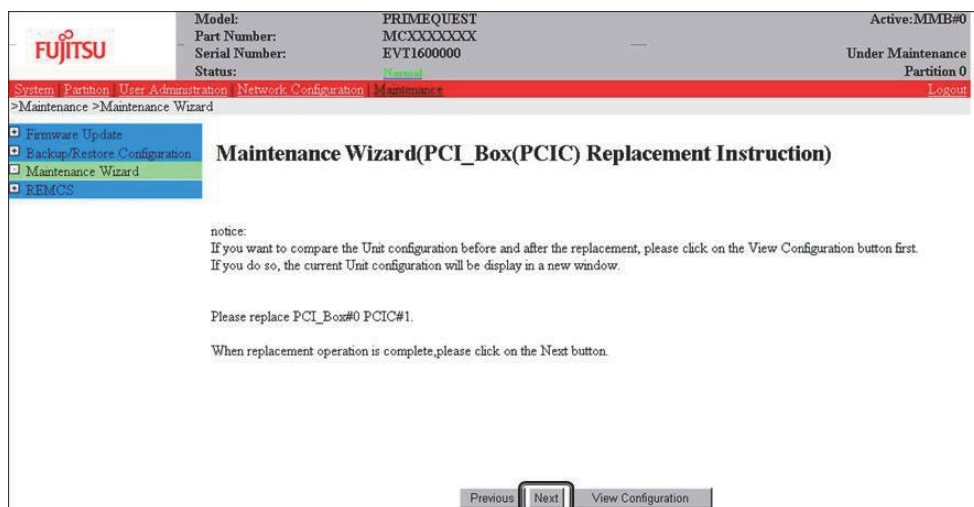 FUJITSU
Model: PRIMEQUEST Active:MMB#0
Part Number: MCXXXXXXX
Serial Number: EVT1600000 Under Maintenance
Status: Normal Partition 0
System | Partition | User Administration | Network Configuration | Maintenance Logout
>Maintenance >Maintenance Wizard
Firmware Update
Backup/Restore Configuration
Maintenance Wizard
REMCS
Maintenance Wizard(PCI_Box(PCIC) Replacement Instruction)
notice:
If you want to compare the Unit configuration before and after the replacement, please click on the View Configuration button first.
If you do so, the current Unit configuration will be display in a new window.
Please replace PCI_Box#0 PCIC#1.
When replacement operation is complete,please click on the Next button.
Previous Next View Configuration